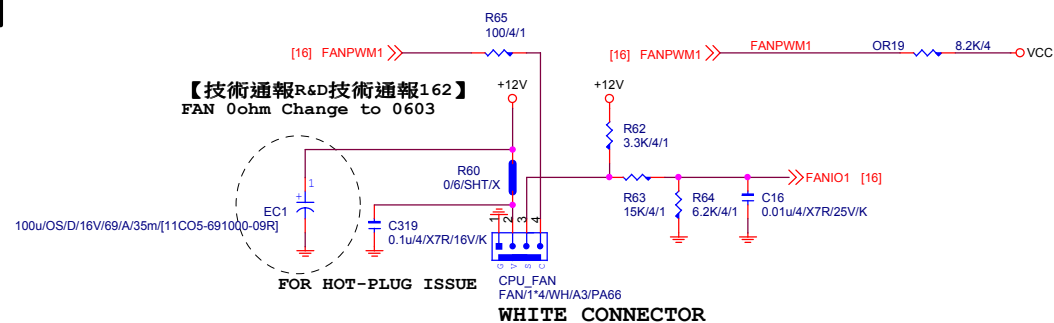 R65
100/4/1
[16] FANPWM1
[16] FANPWM1
FANPWM1
OR19
8.2K/4
VCC
【技術通報R&D技術通報162】
FAN 0ohm Change to 0603
+12V
+12V
R62
3.3K/4/1
R60
0/6/SHT/X
FANIO1 [16]
R63
15K/4/1
R64
6.2K/4/1
C16
0.01u/4/X7R/25V/K
1
+
EC1
100u/OS/D/16V/69/A/35m/[11CO5-691000-09R]
C319
0.1u/4/X7R/16V/K
1
2
3
4
G
V
S
C
FOR HOT-PLUG ISSUE
CPU_FAN
FAN/1*4/WH/A3/PA66
WHITE CONNECTOR